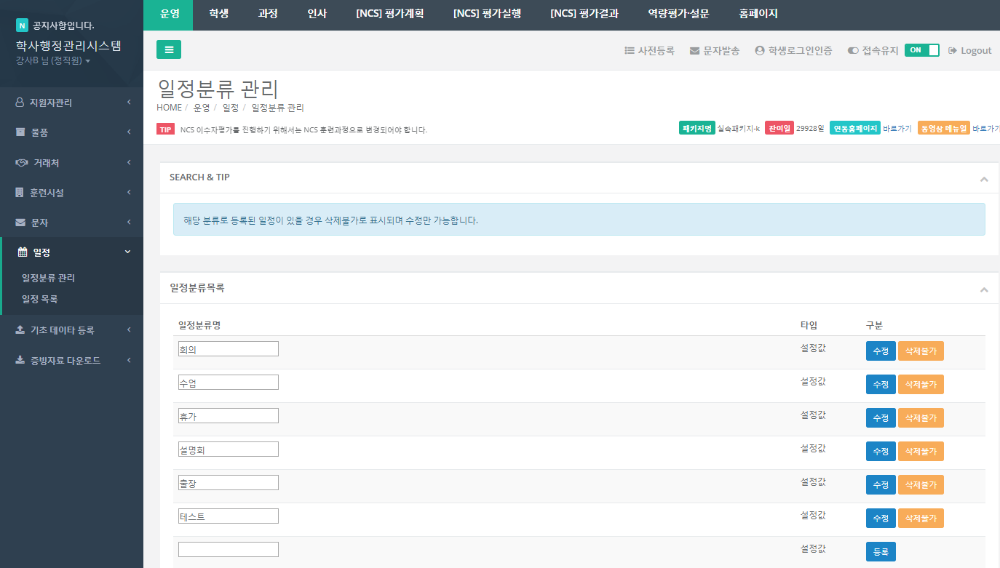 N 공지사항입니다.
학사행정관리시스템
강사B 님 (정직원)
지원자관리
물품
거래처
훈련시설
문자
일정
일정분류 관리
일정 목록
기초 데이타 등록
증빙자료 다운로드
운영 학생 과정 인사 [NCS] 평가계획 [NCS] 평가실행 [NCS] 평가결과 역량평가·설문 홈페이지
사전등록 문자발송 학생로그인인증 접속유지 ON Logout
일정분류 관리
HOME / 운영 / 일정 / 일정분류 관리
TIP NCS 이수자평가를 진행하기 위해서는 NCS 훈련과정으로 변경되어야 합니다.
패키지명 실속패키지-k 잔여일 29928일 연동홈페이지 바로가기 동영상 메뉴얼 바로가기
SEARCH & TIP
해당 분류로 등록된 일정이 있을 경우 삭제불가로 표시되며 수정만 가능합니다.
일정분류목록
일정분류명 타입 구분
회의 설정값 수정 삭제불가
수업 설정값 수정 삭제불가
휴가 설정값 수정 삭제불가
설명회 설정값 수정 삭제불가
출장 설정값 수정 삭제불가
테스트 설정값 수정 삭제불가
설정값 등록